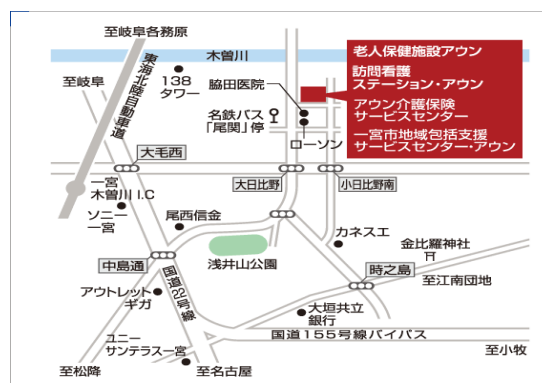 至岐阜各務原
木曽川
東海北陸自動車道
至岐阜
138
タワー
脇田医院
名鉄バス
「尾関」停
ローソン
老人保健施設アウン
訪問看護
ステーション・アウン
アウン介護保険
サービスセンター
一宮市地域包括支援
サービスセンター・アウン
大毛西
大日比野
小日比野南
一宮
木曽川I.C
ソニー
一宮
尾西信金
カネスエ
金比羅神社
中島通
浅井山公園
時之島
至江南団地
国道22号線
アウトレット
ギガ
大垣共立
銀行
国道155号線バイパス
ユニー
サンテラス一宮
至小牧
至松降
至名古屋